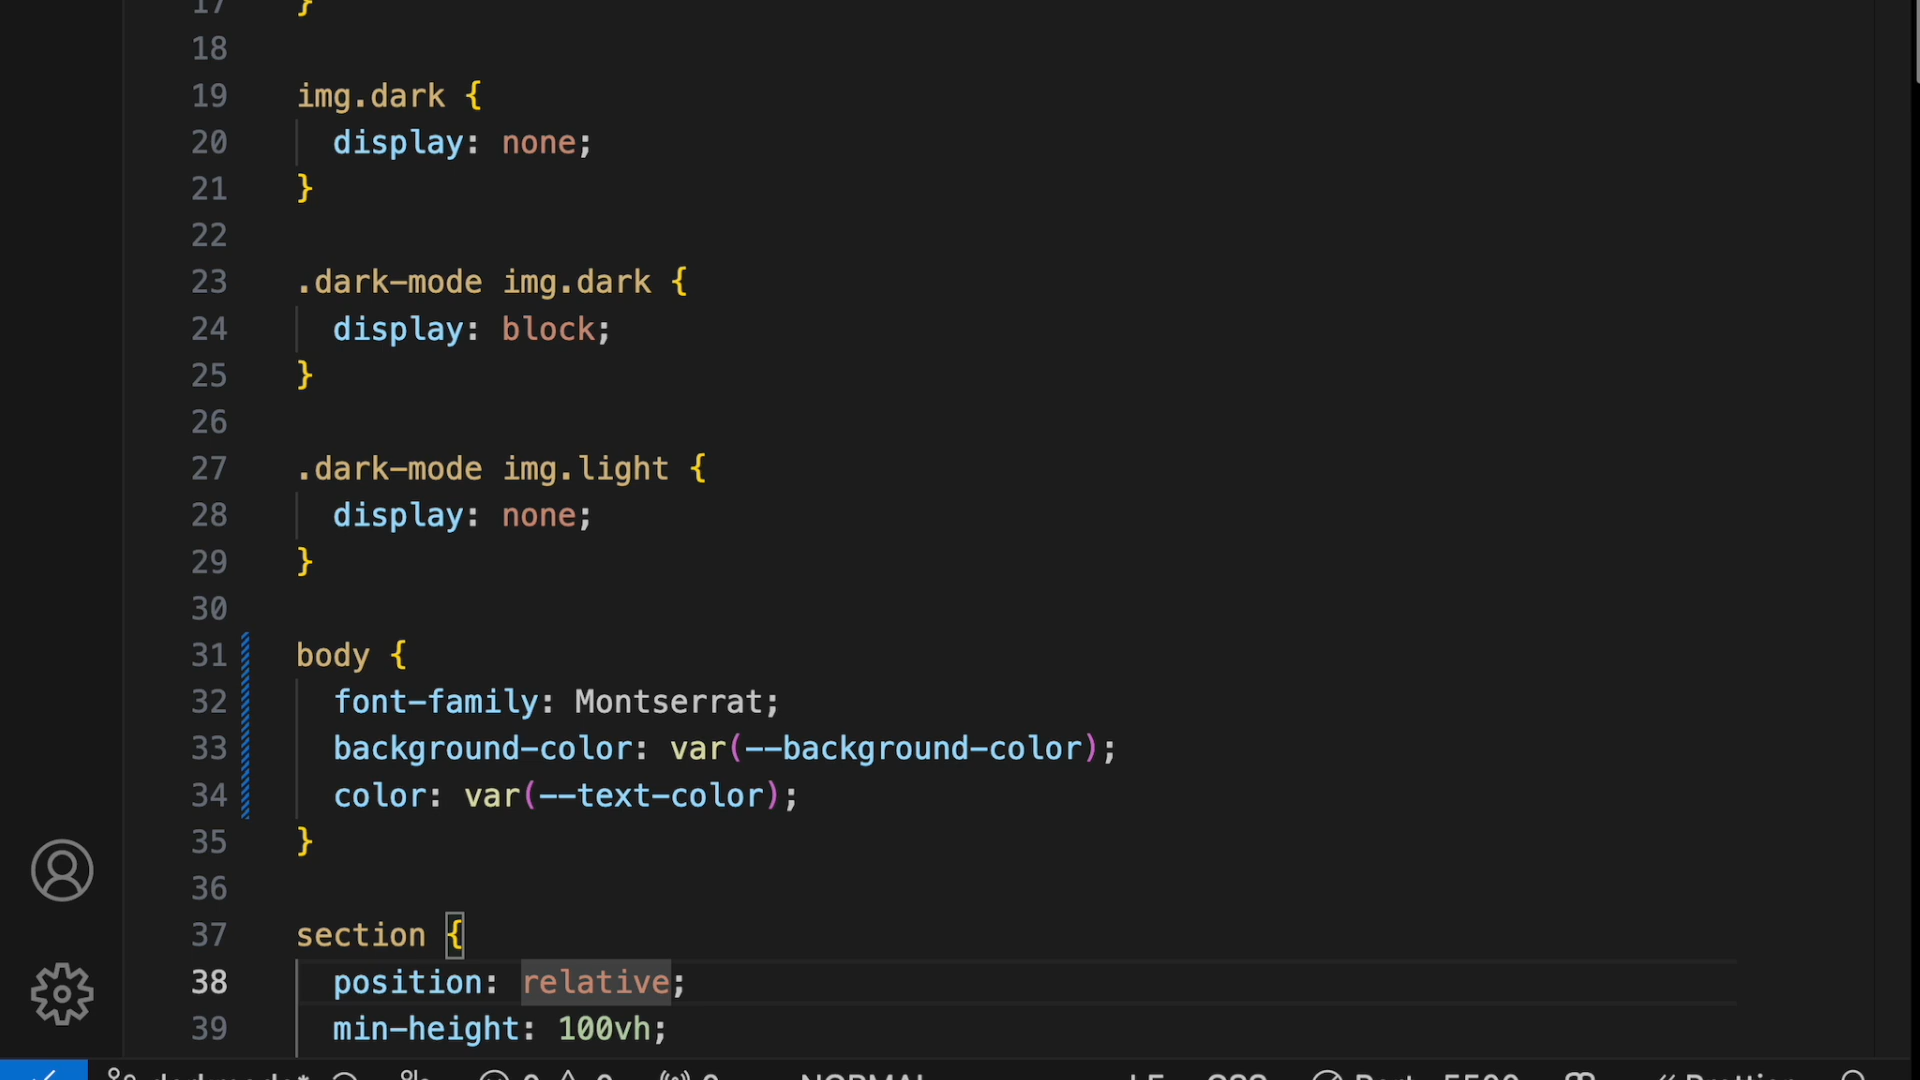 17 }
18
19 img.dark {
20 display: none;
21 }
22
23 .dark-mode img.dark {
24 display: block;
25 }
26
27 .dark-mode img.light {
28 display: none;
29 }
30
31 body {
32 font-family: Montserrat;
33 background-color: var(--background-color);
34 color: var(--text-color);
35 }
36
37 section {
38 position: relative;
39 min-height: 100vh;
NORMAL